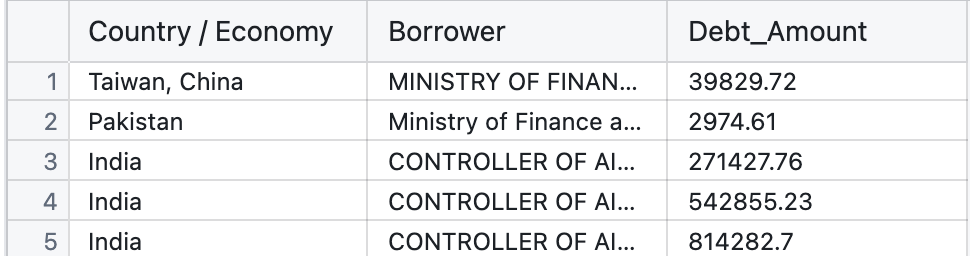 Country / Economy Borrower Debt_Amount
1 Taiwan, China MINISTRY OF FINAN... 39829.72
2 Pakistan Ministry of Finance a... 2974.61
3 India CONTROLLER OF AI... 271427.76
4 India CONTROLLER OF AI... 542855.23
5 India CONTROLLER OF AI... 814282.7